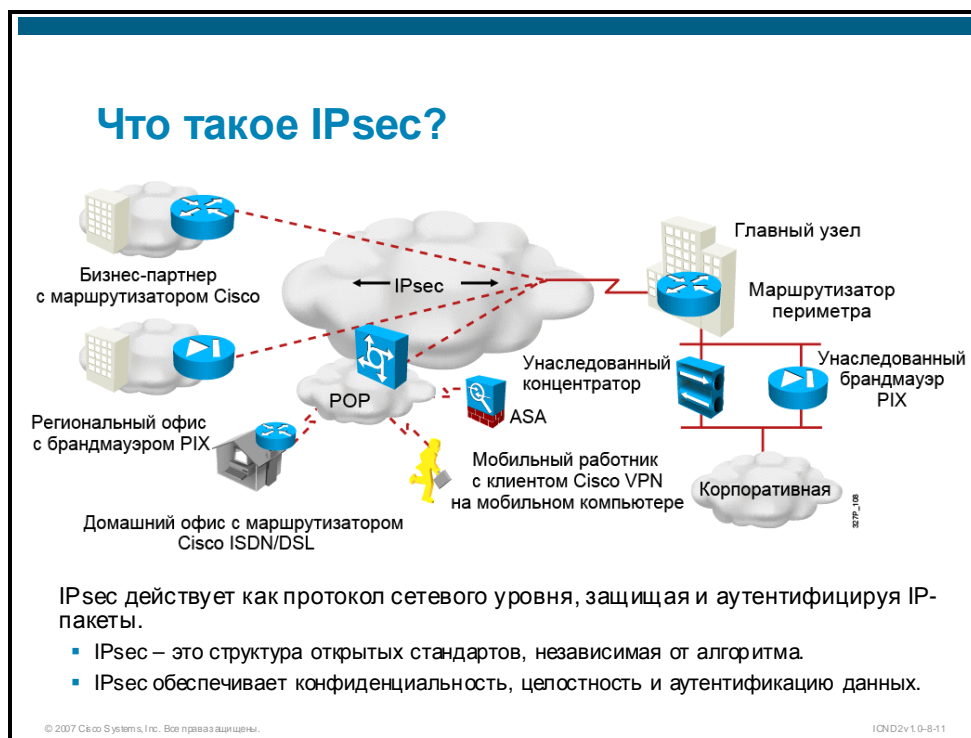 Что такое IPsec?
Бизнес-партнер
с маршрутизатором Cisco
IPsec
Главный узел
Маршрутизатор
периметра
Региональный офис
с брандмауэром PIX
POP
Унаследованный
концентратор
ASA
Унаследованный
брандмауэр
PIX
Домашний офис с маршрутизатором
Cisco ISDN/DSL
Мобильный работник
с клиентом Cisco VPN
на мобильном компьютере
Корпоративная
327P_108
IPsec действует как протокол сетевого уровня, защищая и аутентифицируя IP-
пакеты.
▪ IPsec – это структура открытых стандартов, независимая от алгоритма.
▪ IPsec обеспечивает конфиденциальность, целостность и аутентификацию данных.
© 2007 Cisco Systems, Inc. Все права защищены.
ICND2 v1.0–8-11